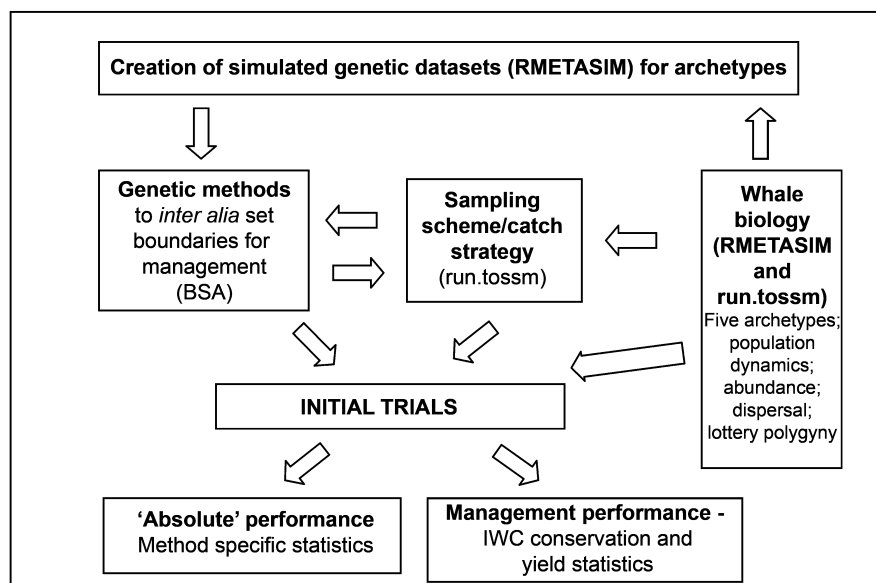 Creation of simulated genetic datasets (RMETASIM) for archetypes
Genetic methods
to inter alia set
boundaries for
management
(BSA)
Sampling
scheme/catch
strategy
(run.tossm)
Whale
biology
(RMETASIM
and
run.tossm)
Five archetypes;
population
dynamics;
abundance;
dispersal;
lottery polygyny
INITIAL TRIALS
‘Absolute’ performance
Method specific statistics
Management performance -
IWC conservation and
yield statistics